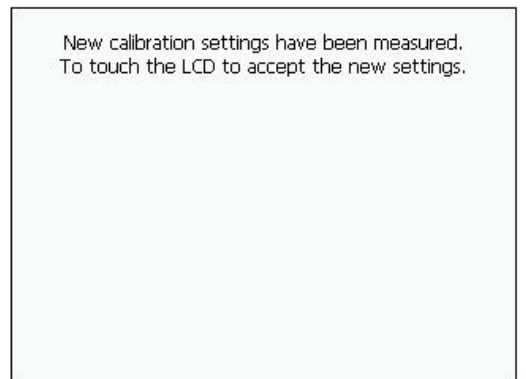 New calibration settings have been measured.
To touch the LCD to accept the new settings.